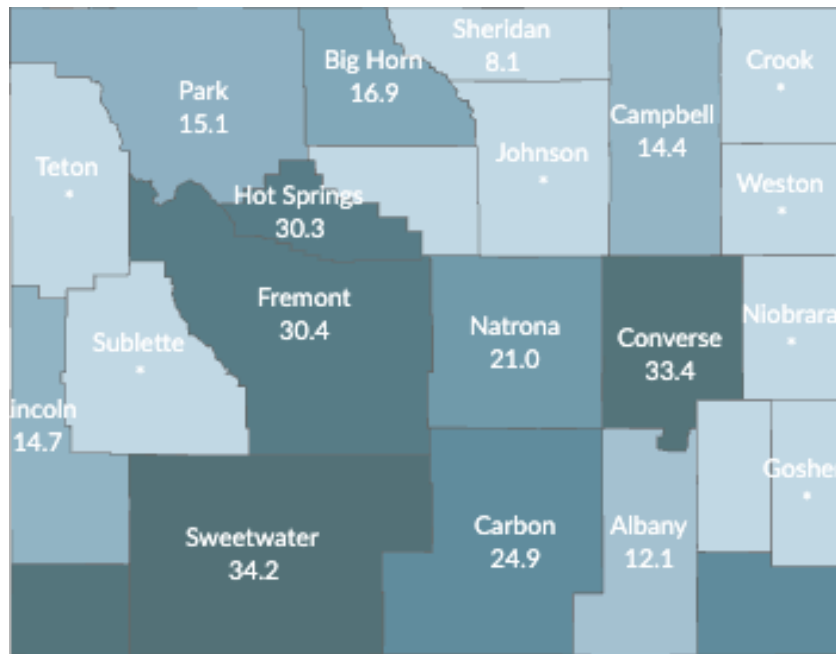 Sheridan
8.1
Big Horn
16.9
Crook
*
Park
15.1
Campbell
14.4
Johnson
*
Teton
*
Weston
*
Hot Springs
30.3
Fremont
30.4
Natrona
21.0
Converse
33.4
Niobrara
*
Sublette
*
incoln
14.7
Goshen
*
Sweetwater
34.2
Carbon
24.9
Albany
12.1